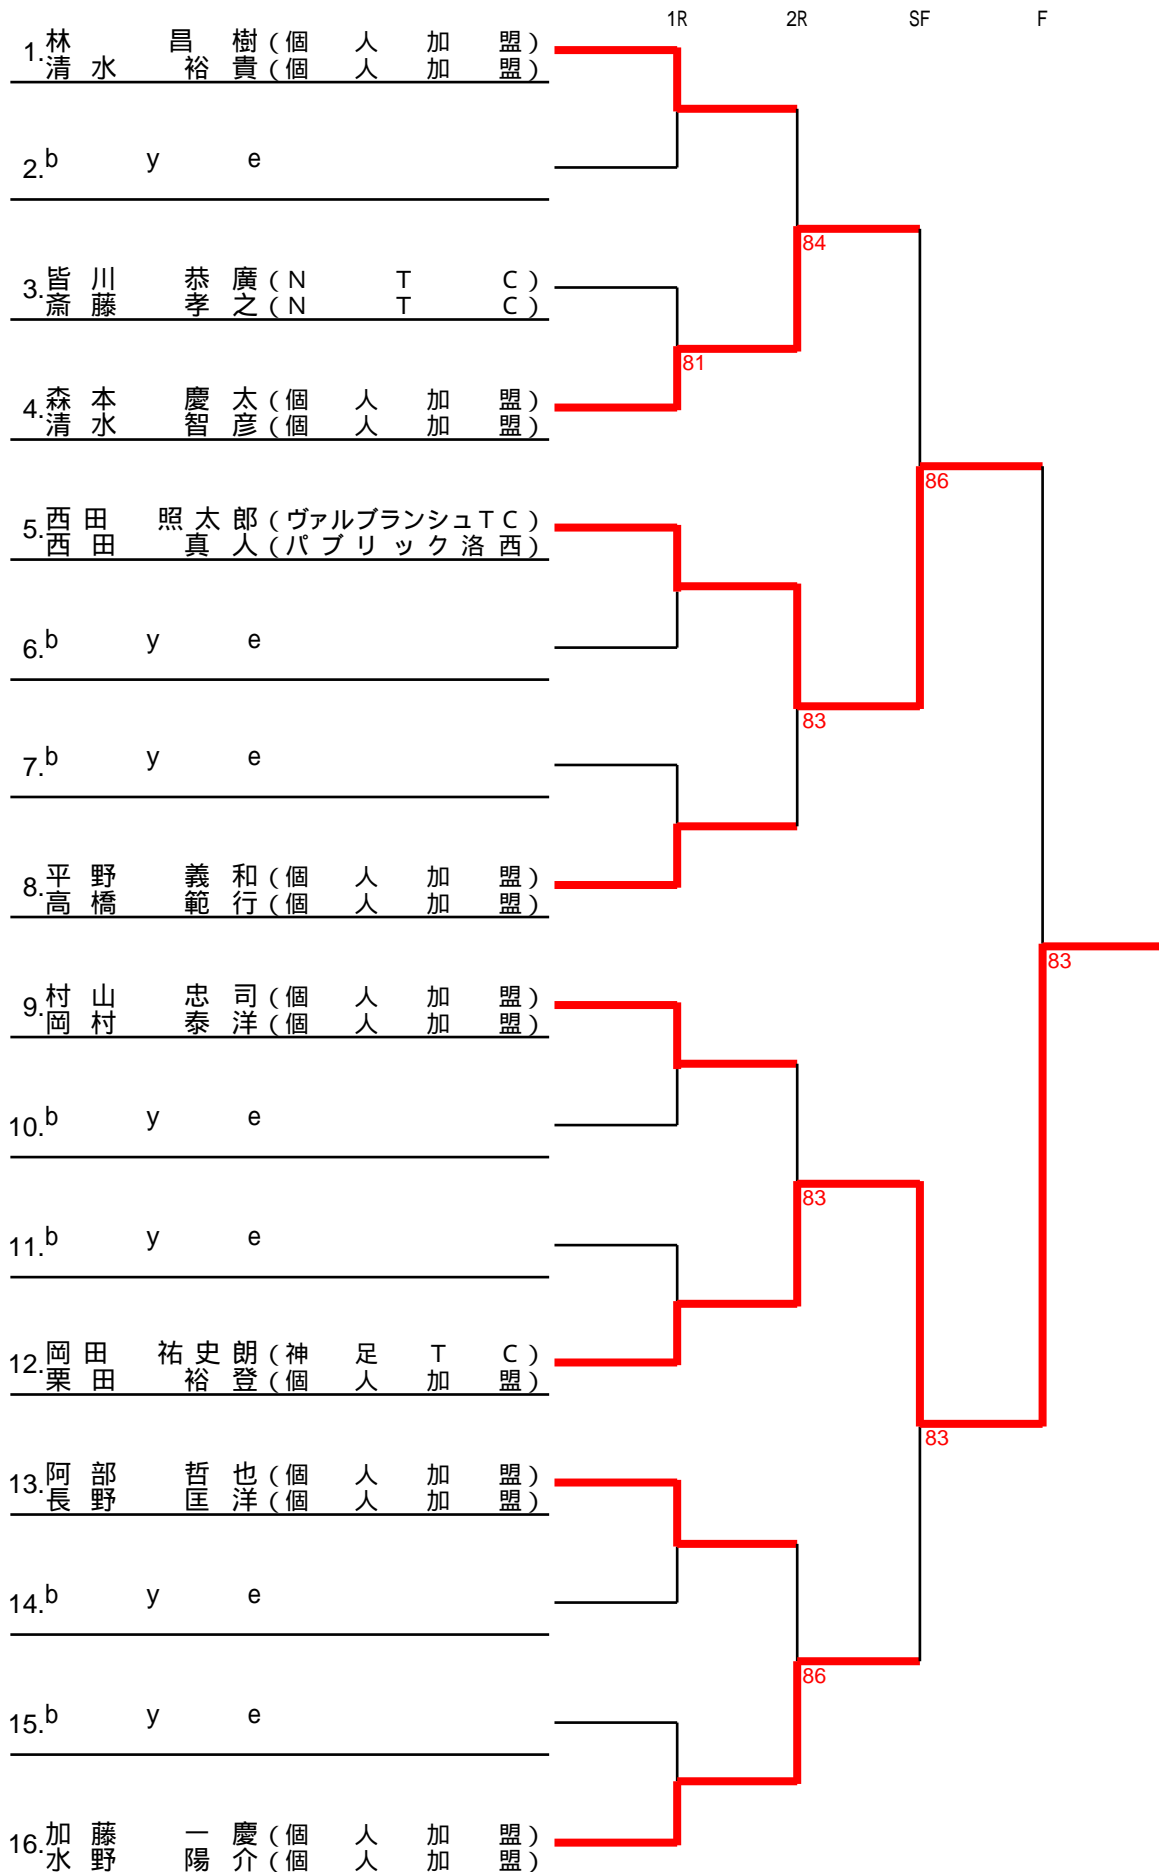 1R 2R SF F
1. 林 昌樹 (個人加盟)
清水 裕貴 (個人加盟)
2. bye
84
3. 皆川 恭廣 (NTC)
斎藤 孝之 (NTC)
81
4. 森本 慶太 (個人加盟)
清水 智彦 (個人加盟)
86
5. 西田 照太郎 (ヴァルブランシュTC)
西田 真人 (パブリック洛西)
6. bye
83
7. bye
8. 平野 義和 (個人加盟)
高橋 範行 (個人加盟)
83
9. 村山 忠司 (個人加盟)
岡村 泰洋 (個人加盟)
10. bye
83
11. bye
12. 岡田 祐史朗 (神足TC)
栗田 裕登 (個人加盟)
83
13. 阿部 哲也 (個人加盟)
長野 匡洋 (個人加盟)
14. bye
86
15. bye
16. 加藤 一慶 (個人加盟)
水野 陽介 (個人加盟)